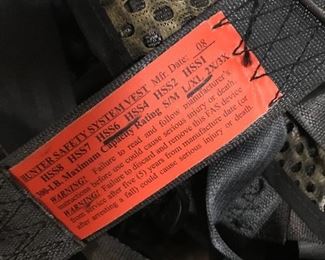 HUNTER SAFETY SYSTEM VEST Mfr. Date: 08
HSS8 HSS7 HSS6 HSS4 HSS2 HSS1
300-LB. Maximum Capacity Rating S/M L/XL 2X/3X
WARNING! Failure to read and follow manufacturer's
instructions before use could cause serious injury or death.
WARNING! Failure to discard and remove this FAS device
from service after five (5) years from manufacture date (or
after arresting a fall) could cause serious injury or
death.